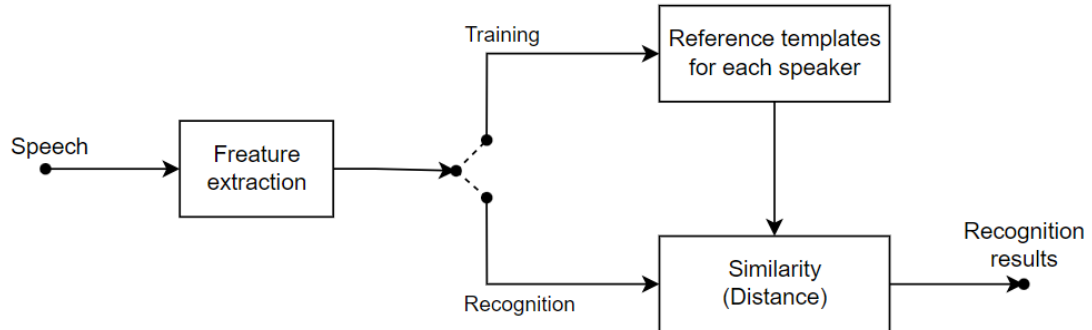 Speech
Freature
extraction
Training
Reference templates
for each speaker
Recognition
Similarity
(Distance)
Recognition
results